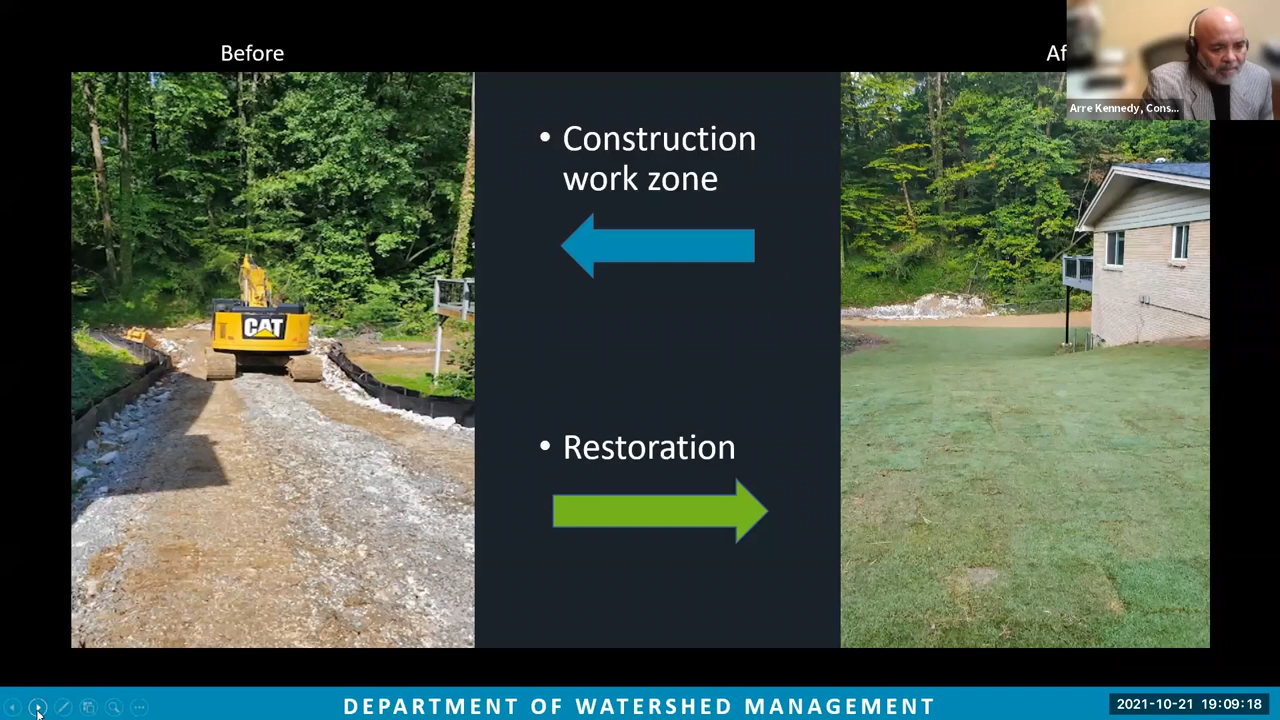 Before
Af
Arre Kennedy, Cons...
• Construction
work zone
CAT
• Restoration
DEPARTMENT OF WATERSHED MANAGEMENT
2021-10-21 19:09:18